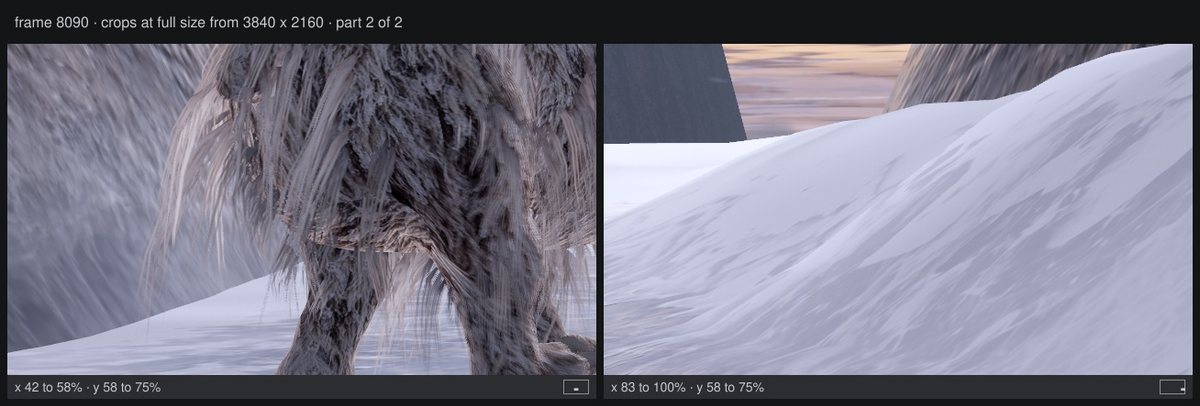 frame 8090 · crops at full size from 3840 x 2160 · part 2 of 2
x 42 to 58% · y 58 to 75%
x 83 to 100% · y 58 to 75%